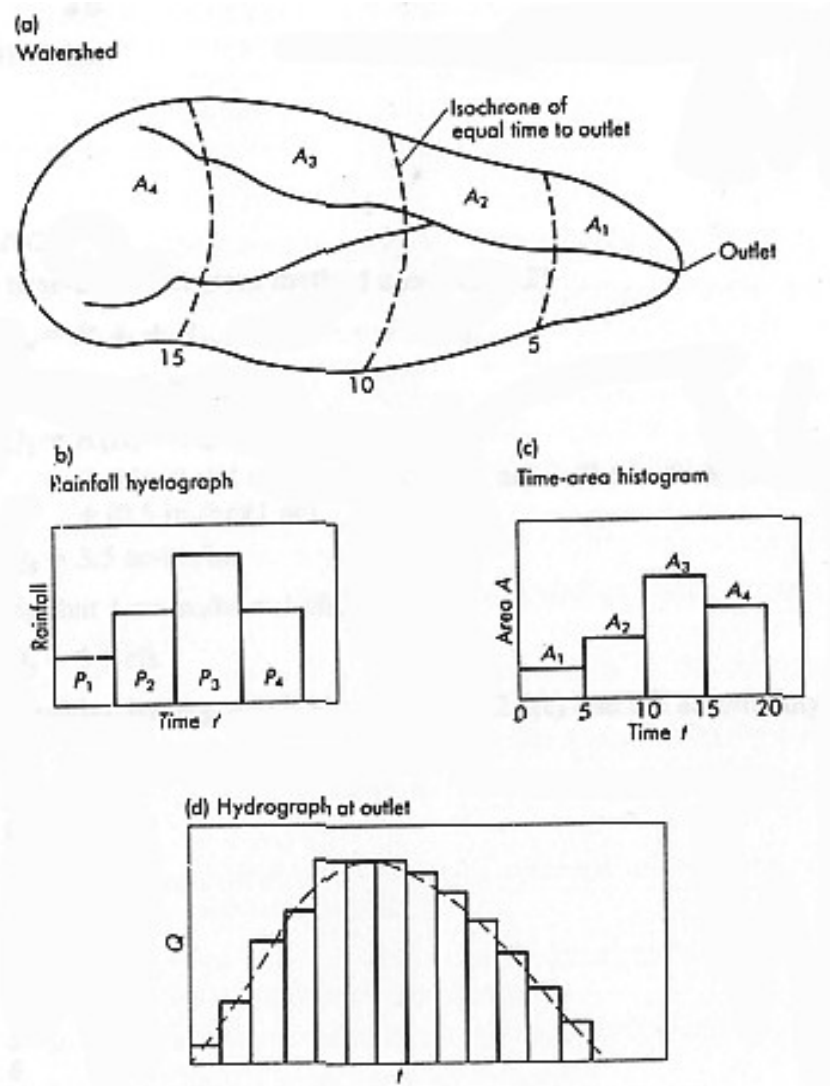 (a)
Watershed
Isochrone of
equal time to outlet
A3
A4
A2
A1
Outlet
15
10
5
b)
Rainfall hyetograph
Rainfall
P1
P2
P3
P4
Time t
(c)
Time-area histogram
Area A
A1
A2
A3
A4
0 5 10 15 20
Time t
(d) Hydrograph at outlet
Q
t